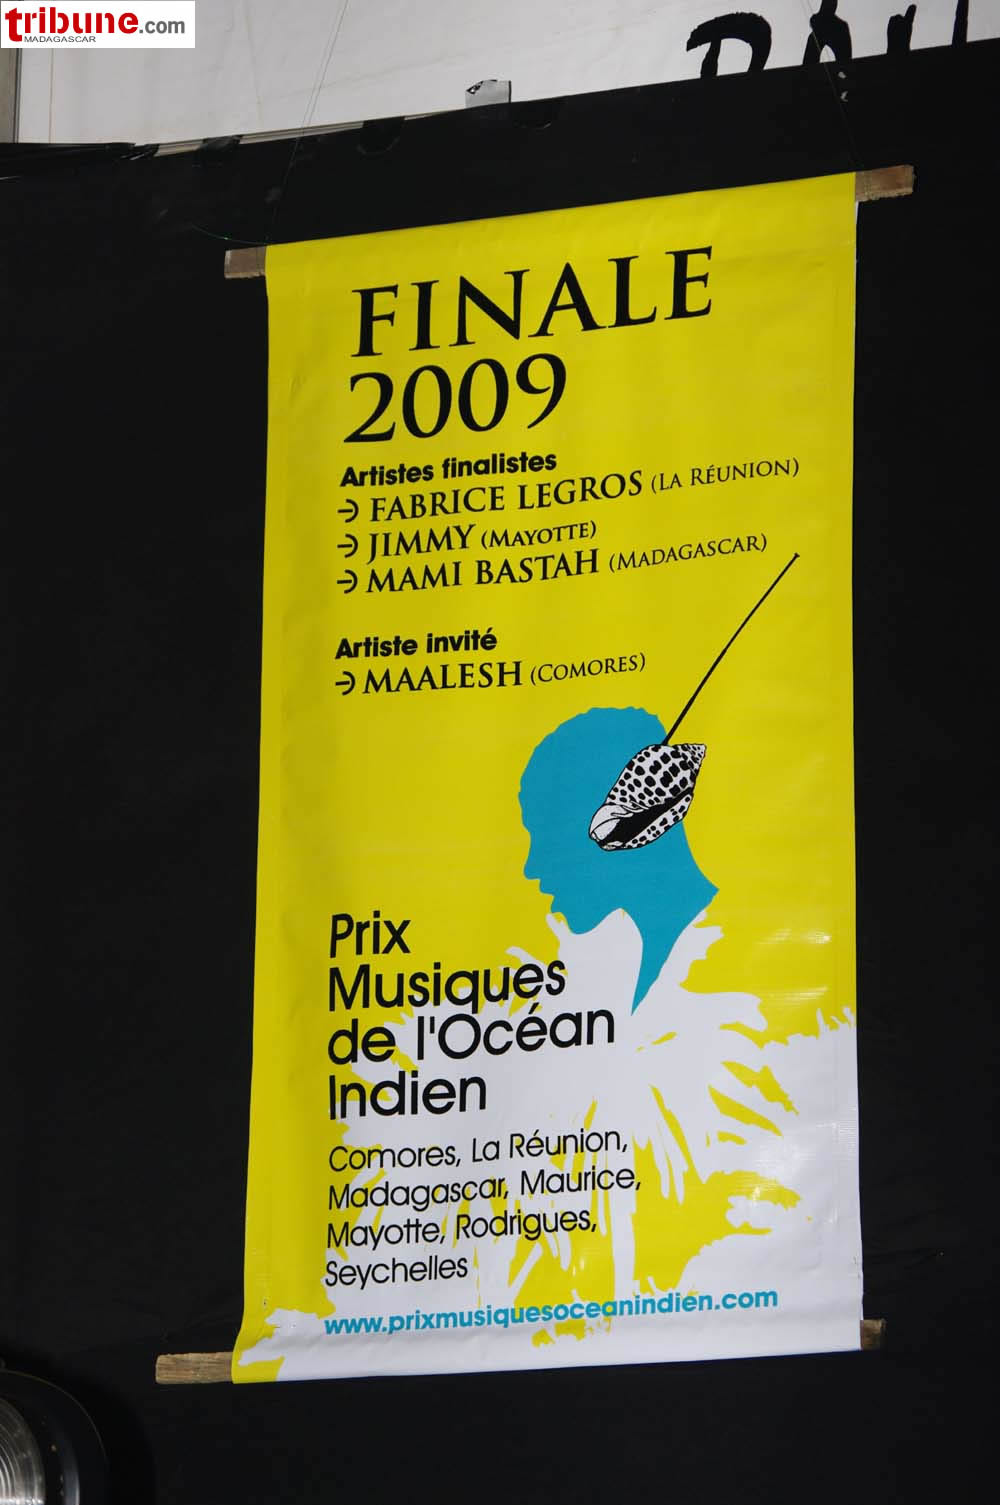 tribune.com
MADAGASCAR
FINALE
2009
Artistes finalistes
FABRICE LEGROS (LA RÉUNION)
JIMMY (MAYOTTE)
MAMI BASTAH (MADAGASCAR)
Artiste invité
MAALESH (COMORES)
Prix
Musiques
de l'Océan
Indien
Comores, La Réunion,
Madagascar, Maurice,
Mayotte, Rodrigues,
Seychelles
www.prixmusiquesoceanindien.com